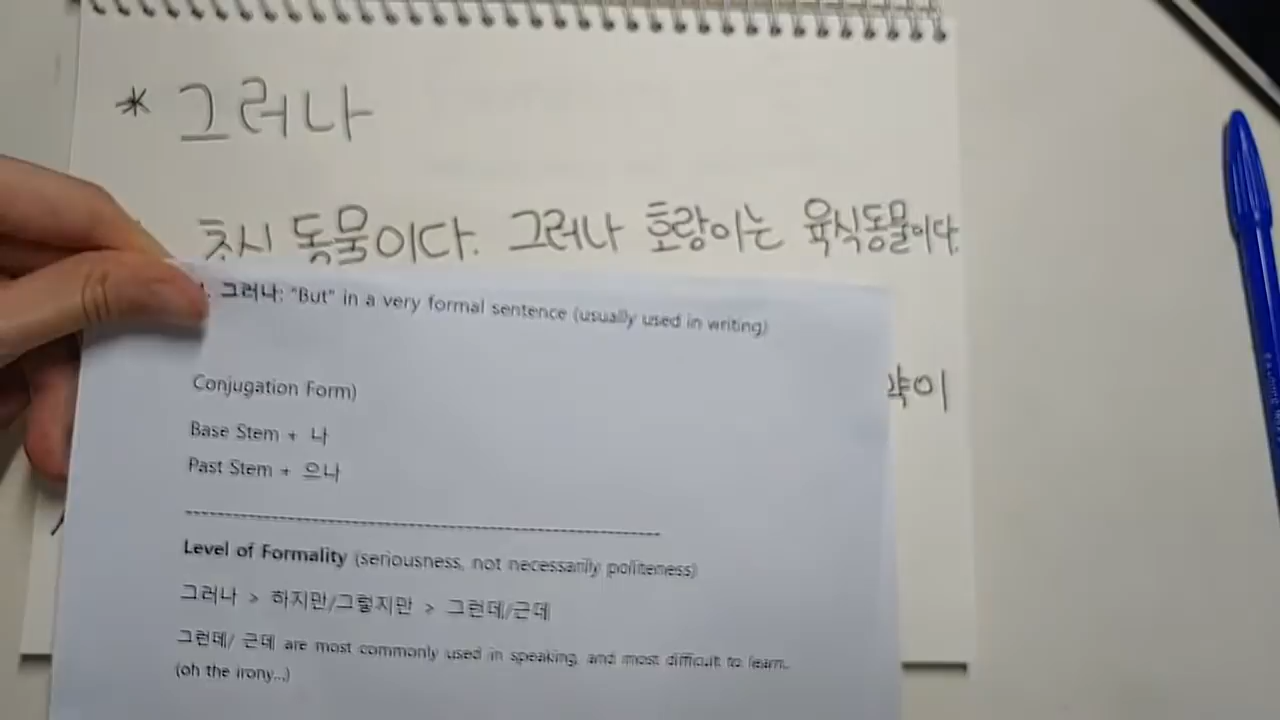 * 그러나
초식 동물이다. 그러나 호랑이는 육식동물이다.
그러나: "But" in a very formal sentence (usually used in writing)
Conjugation Form)
Base Stem + 나
Past Stem + 으나
Level of Formality (seriousness, not necessarily politeness)
그러나 > 하지만/그렇지만 > 그런데/근데
그런데/ 근데 are most commonly used in speaking, and most difficult to learn.
(oh the irony...)